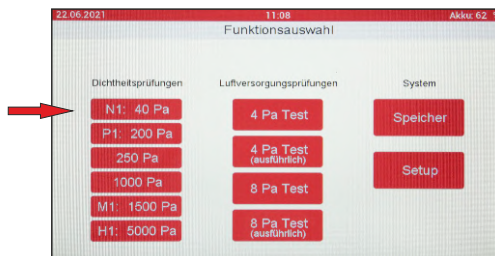 22.06.2021 11:08 Akku: 62
Funktionsauswahl
Dichtheitsprüfungen Luftversorgungsprüfungen System
N1: 40 Pa
P1: 200 Pa
250 Pa
1000 Pa
M1: 1500 Pa
H1: 5000 Pa
4 Pa Test
4 Pa Test
(ausführlich)
8 Pa Test
8 Pa Test
(ausführlich)
Speicher
Setup